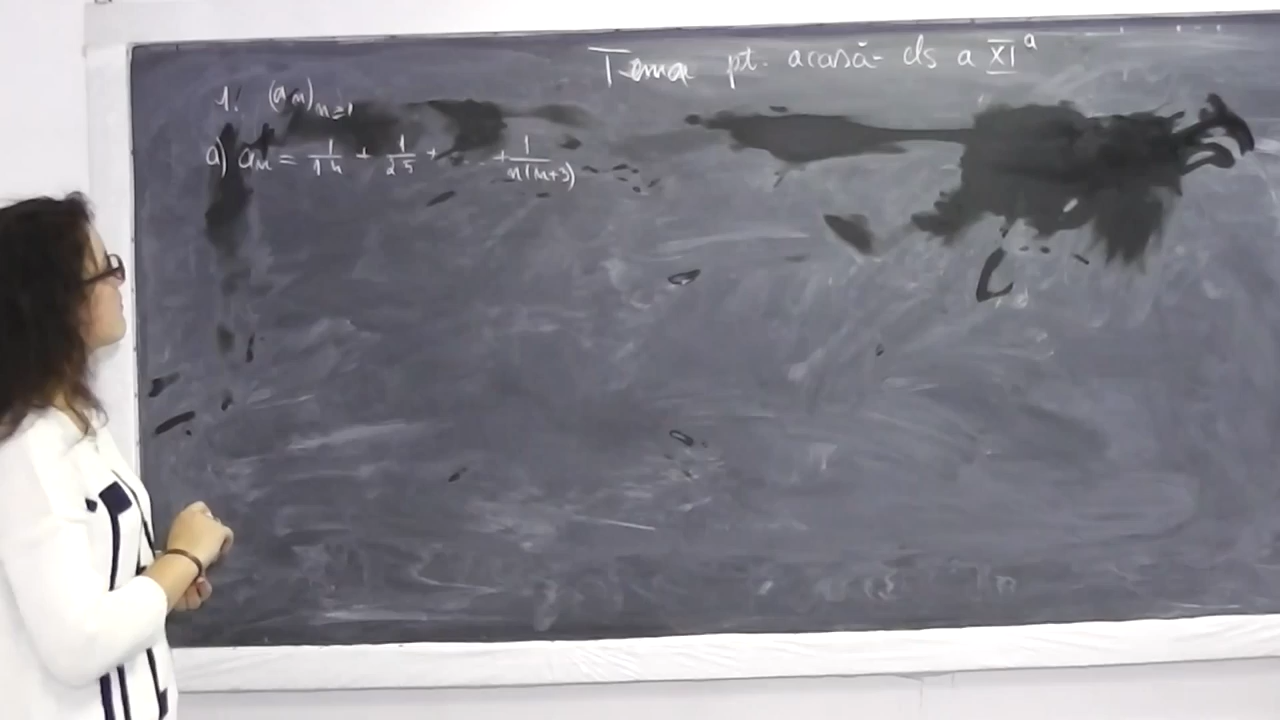 Tema pt. acasă - cls a XI a
1. (an)n≥1
a) an = 1/1·4 + 1/2·5 + ... + 1/n(n+3)